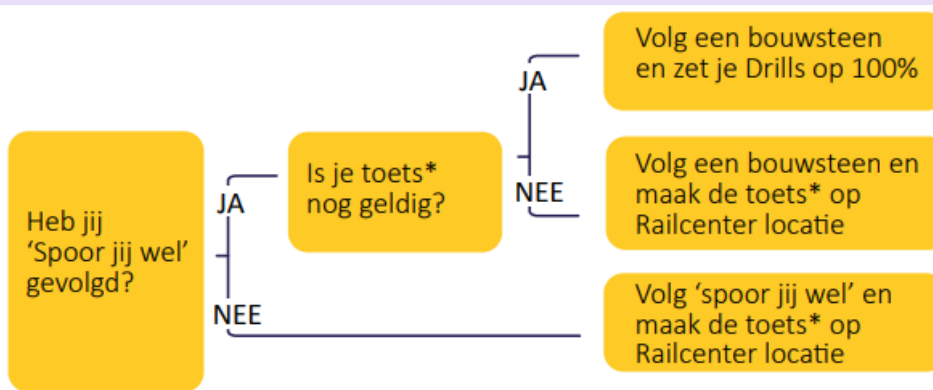 Heb jij
‘Spoor jij wel’
gevolgd?
JA
NEE
Is je toets*
nog geldig?
JA
NEE
Volg een bouwsteen
en zet je Drills op 100%
Volg een bouwsteen en
maak de toets* op
Railcenter locatie
Volg ‘spoor jij wel’ en
maak de toets* op
Railcenter locatie